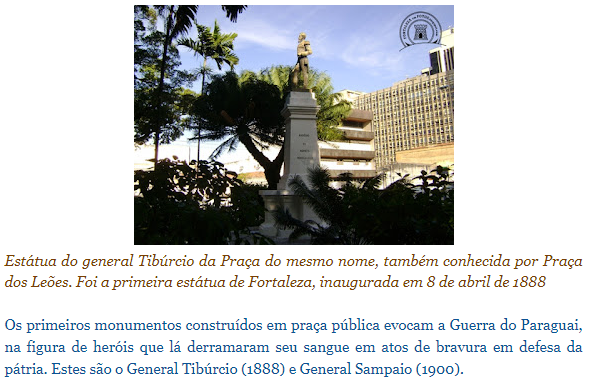 Estátua do general Tibúrcio da Praça do mesmo nome, também conhecida por Praça
dos Leões. Foi a primeira estátua de Fortaleza, inaugurada em 8 de abril de 1888
Os primeiros monumentos construídos em praça pública evocam a Guerra do Paraguai,
na figura de heróis que lá derramaram seu sangue em atos de bravura em defesa da
pátria. Estes são o General Tibúrcio (1888) e General Sampaio (1900).